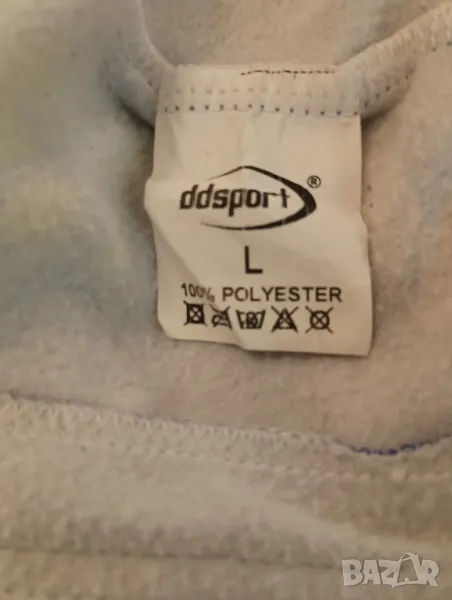 ddsport®
L
100% POLYESTER
BAZAR